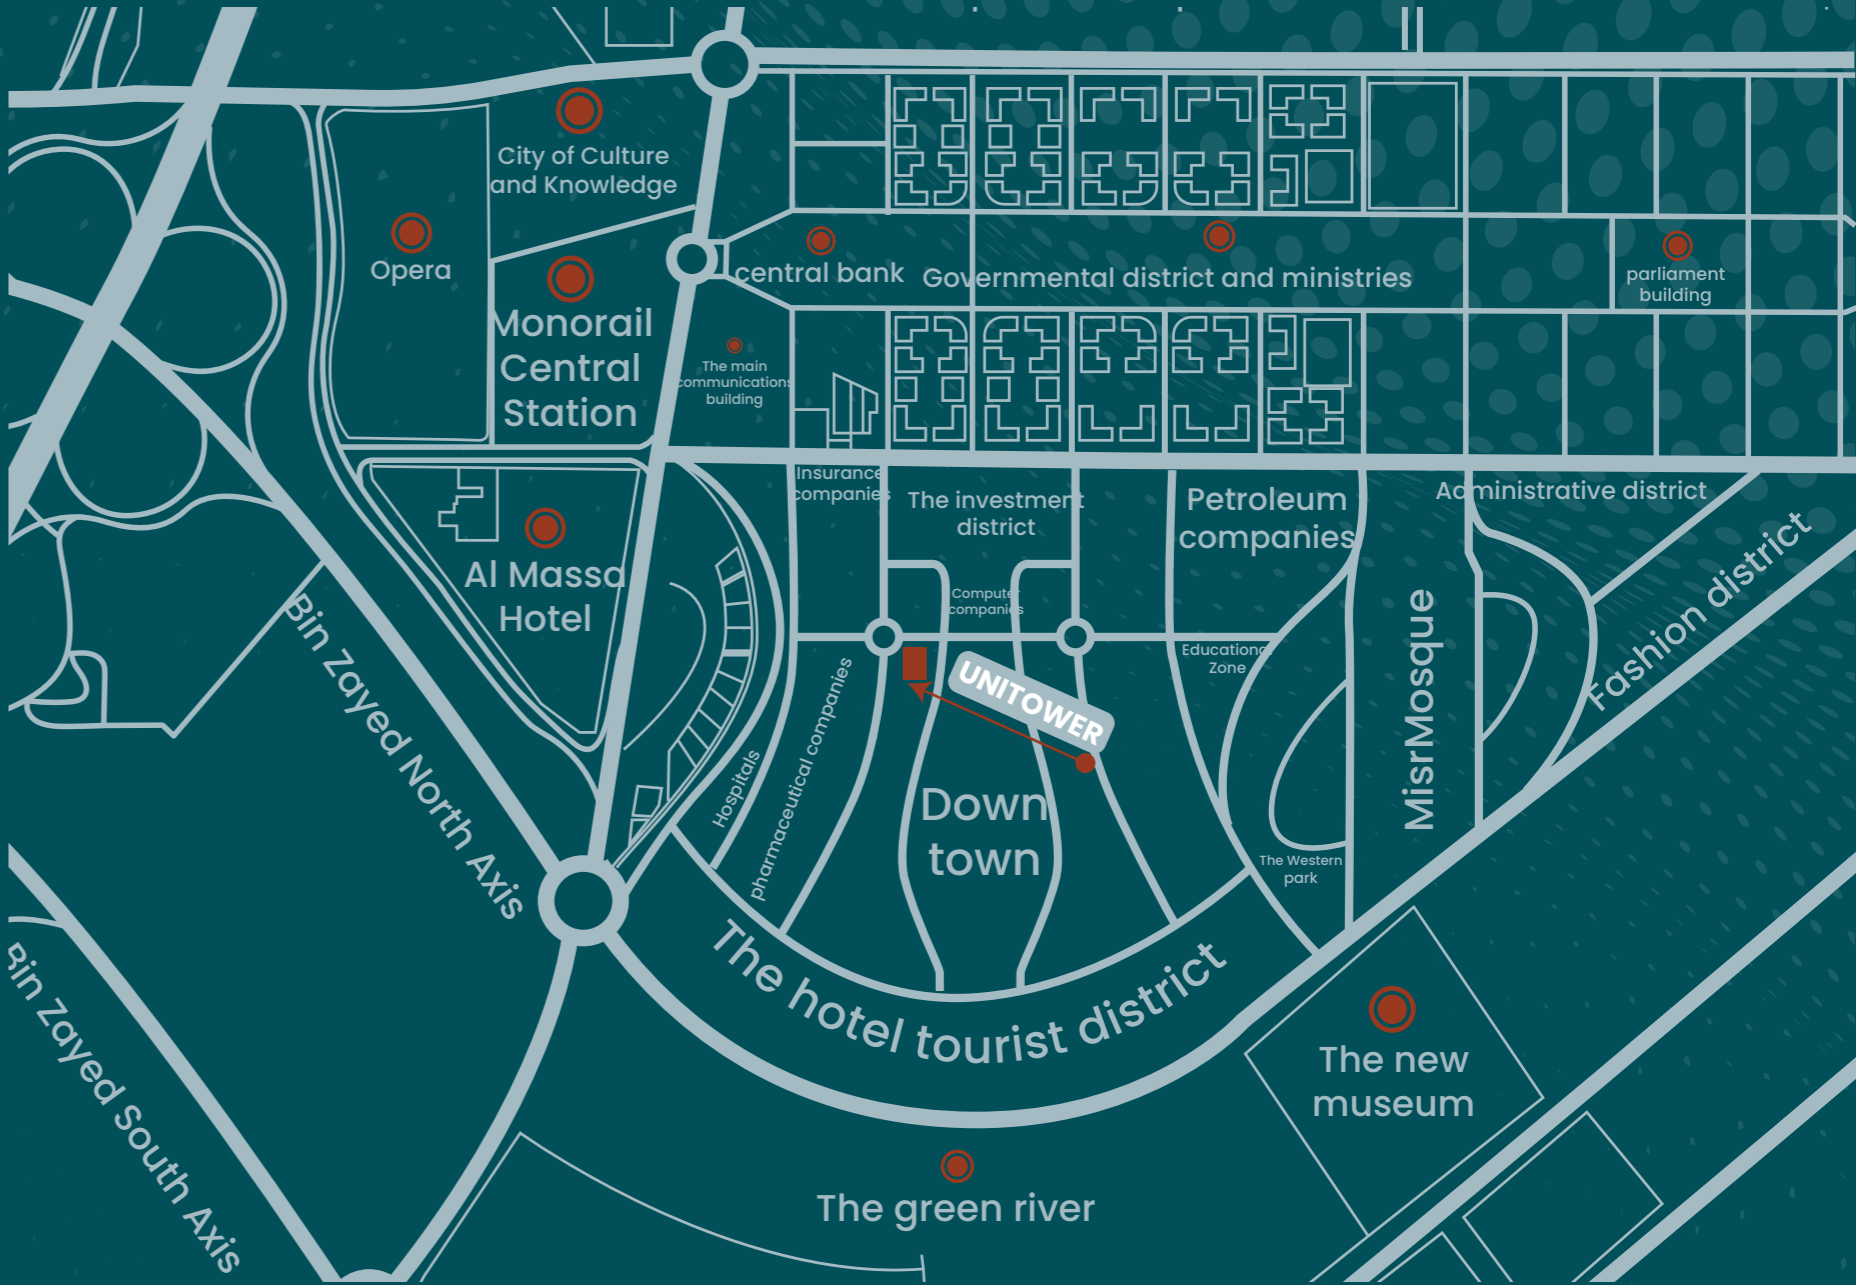 City of Culture
and Knowledge
Opera
central bank
Governmental district and ministries
parliament
building
Monorail
Central
Station
The main
communications
building
Insurance
companies
The investment
district
Petroleum
companies
Administrative district
Fashion district
Al Massa
Hotel
Computer
companies
Educational
Zone
MisrMosque
UNITOWER
Bin Zayed North Axis
Hospitals
pharmaceutical companies
Down
town
The Western
park
The hotel tourist district
Bin Zayed South Axis
The new
museum
The green river